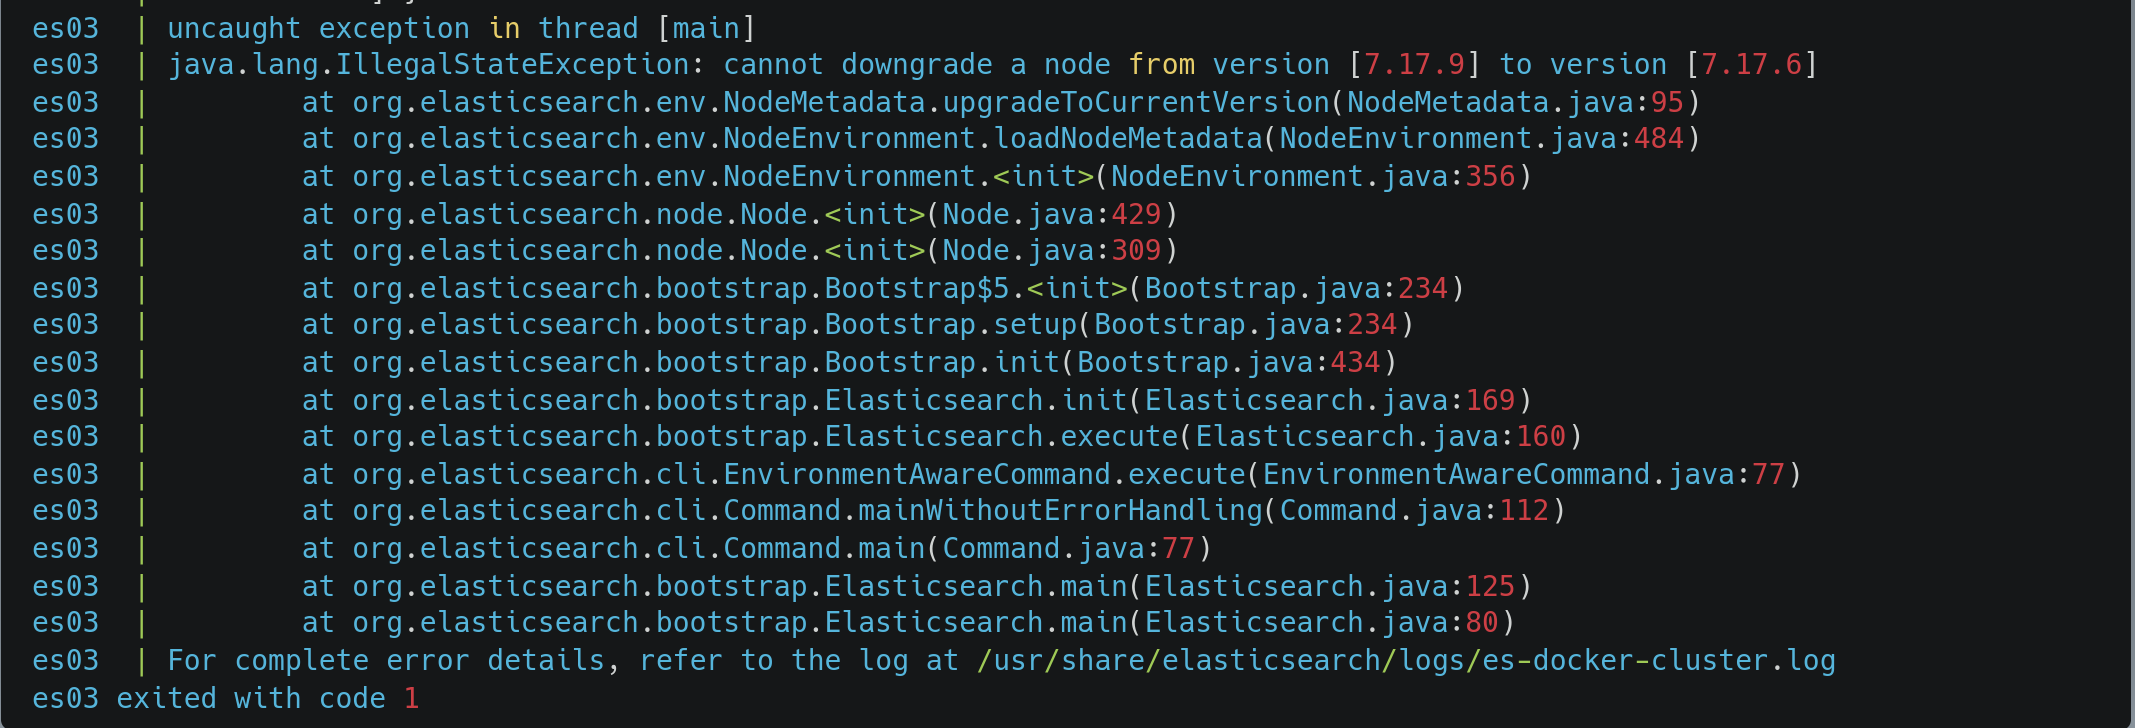 es03  | uncaught exception in thread [main]
es03  | java.lang.IllegalStateException: cannot downgrade a node from version [7.17.9] to version [7.17.6]
es03  |         at org.elasticsearch.env.NodeMetadata.upgradeToCurrentVersion(NodeMetadata.java:95)
es03  |         at org.elasticsearch.env.NodeEnvironment.loadNodeMetadata(NodeEnvironment.java:484)
es03  |         at org.elasticsearch.env.NodeEnvironment.<init>(NodeEnvironment.java:356)
es03  |         at org.elasticsearch.node.Node.<init>(Node.java:429)
es03  |         at org.elasticsearch.node.Node.<init>(Node.java:309)
es03  |         at org.elasticsearch.bootstrap.Bootstrap$5.<init>(Bootstrap.java:234)
es03  |         at org.elasticsearch.bootstrap.Bootstrap.setup(Bootstrap.java:234)
es03  |         at org.elasticsearch.bootstrap.Bootstrap.init(Bootstrap.java:434)
es03  |         at org.elasticsearch.bootstrap.Elasticsearch.init(Elasticsearch.java:169)
es03  |         at org.elasticsearch.bootstrap.Elasticsearch.execute(Elasticsearch.java:160)
es03  |         at org.elasticsearch.cli.EnvironmentAwareCommand.execute(EnvironmentAwareCommand.java:77)
es03  |         at org.elasticsearch.cli.Command.mainWithoutErrorHandling(Command.java:112)
es03  |         at org.elasticsearch.cli.Command.main(Command.java:77)
es03  |         at org.elasticsearch.bootstrap.Elasticsearch.main(Elasticsearch.java:125)
es03  |         at org.elasticsearch.bootstrap.Elasticsearch.main(Elasticsearch.java:80)
es03  | For complete error details, refer to the log at /usr/share/elasticsearch/logs/es-docker-cluster.log
es03 exited with code 1